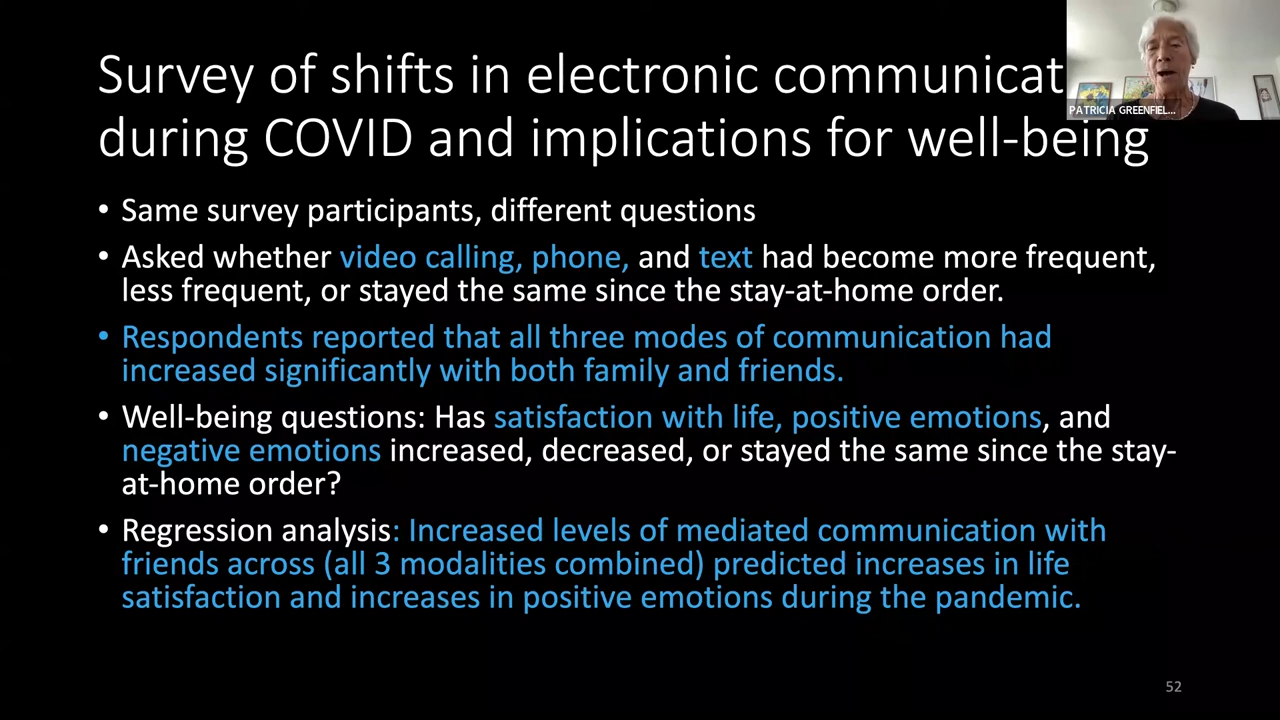 Survey of shifts in electronic communicat
PATRICIA GREENFIEL...
during COVID and implications for well-being
• Same survey participants, different questions
• Asked whether video calling, phone, and text had become more frequent,
less frequent, or stayed the same since the stay-at-home order.
• Respondents reported that all three modes of communication had
increased significantly with both family and friends.
• Well-being questions: Has satisfaction with life, positive emotions, and
negative emotions increased, decreased, or stayed the same since the stay-
at-home order?
• Regression analysis: Increased levels of mediated communication with
friends across (all 3 modalities combined) predicted increases in life
satisfaction and increases in positive emotions during the pandemic.
52